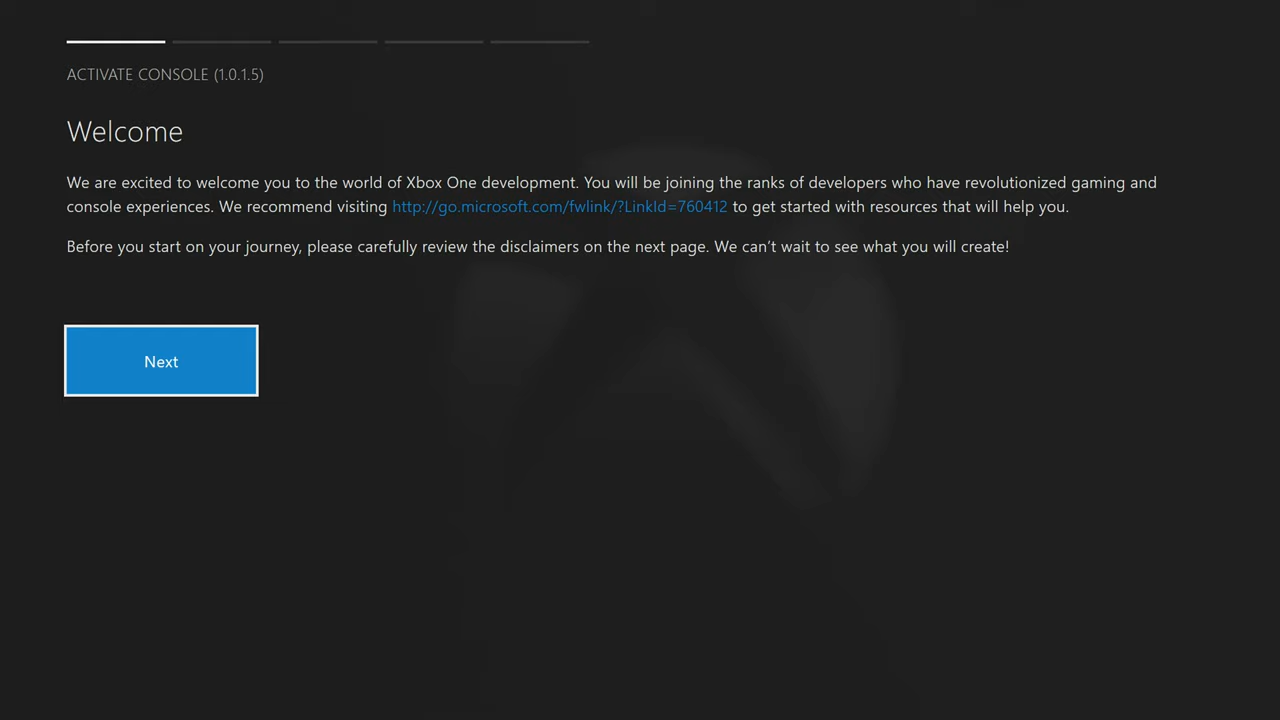 ACTIVATE CONSOLE (1.0.1.5)
Welcome
We are excited to welcome you to the world of Xbox One development. You will be joining the ranks of developers who have revolutionized gaming and
console experiences. We recommend visiting http://go.microsoft.com/fwlink/?LinkId=760412 to get started with resources that will help you.
Before you start on your journey, please carefully review the disclaimers on the next page. We can’t wait to see what you will create!
Next